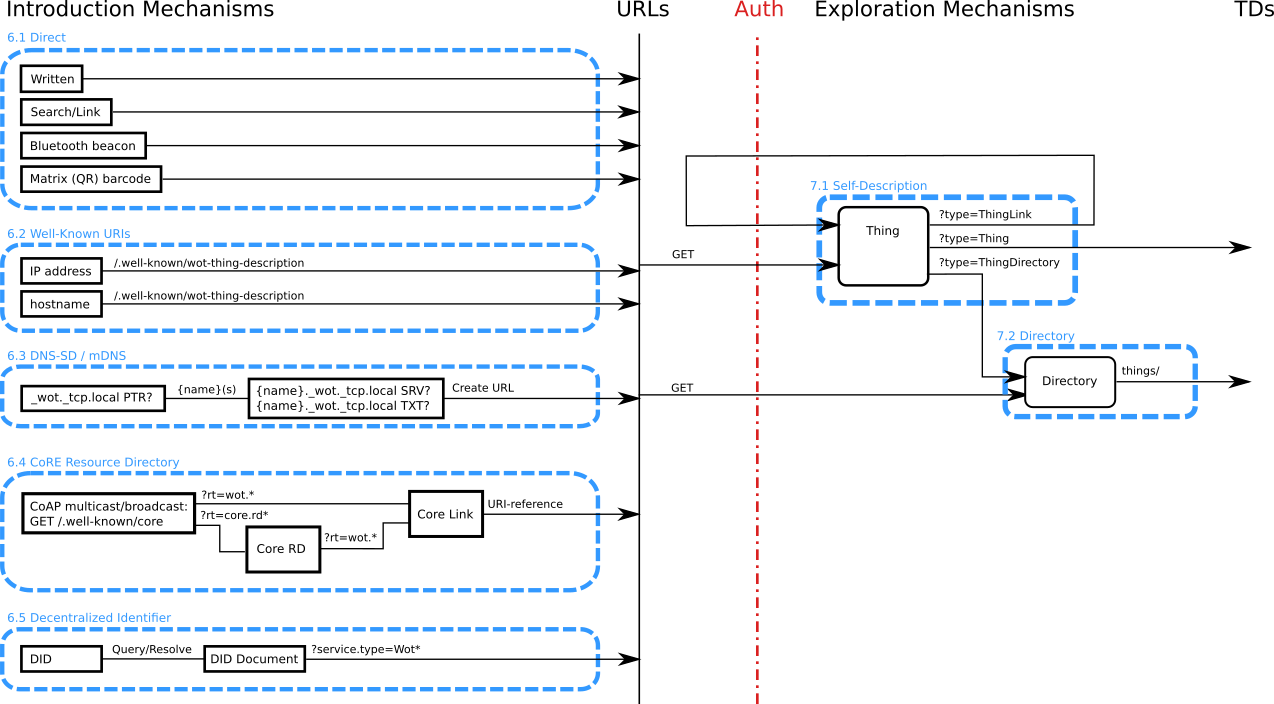 Introduction Mechanisms
URLs
Auth
Exploration Mechanisms
TDs
6.1 Direct
Written
Search/Link
Bluetooth beacon
Matrix (QR) barcode
6.2 Well-Known URIs
IP address
/.well-known/wot-thing-description
hostname
/.well-known/wot-thing-description
6.3 DNS-SD / mDNS
_wot._tcp.local PTR?
{name}(s)
{name}._wot._tcp.local SRV?
{name}._wot._tcp.local TXT?
Create URL
6.4 CoRE Resource Directory
CoAP multicast/broadcast:
GET /.well-known/core
?rt=wot.*
?rt=core.rd*
Core RD
?rt=wot.*
Core Link
URI-reference
6.5 Decentralized Identifier
DID
Query/Resolve
DID Document
?service.type=Wot*
GET
GET
7.1 Self-Description
Thing
?type=ThingLink
?type=Thing
?type=ThingDirectory
7.2 Directory
Directory
things/